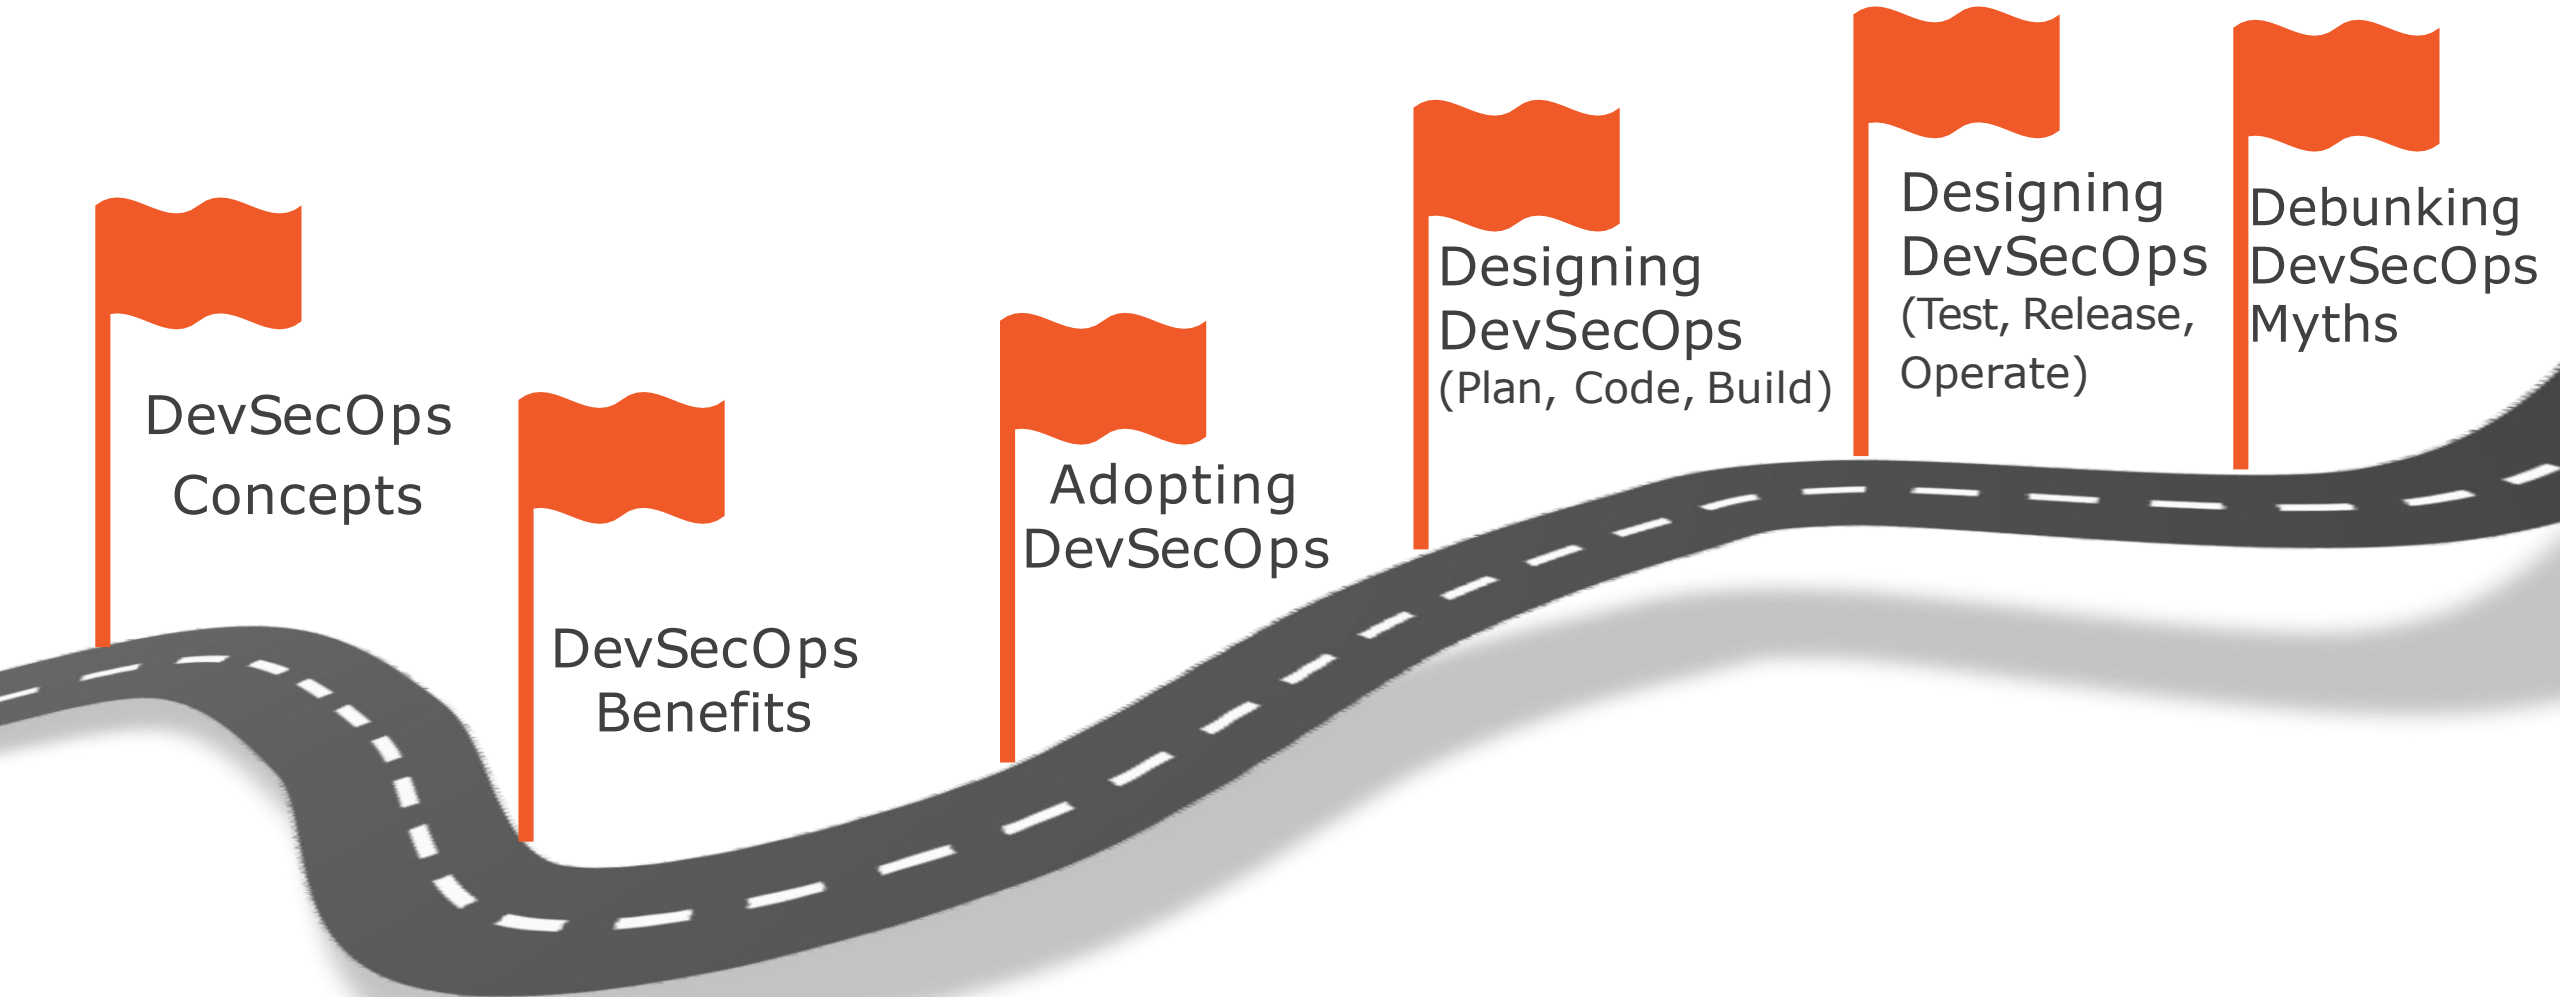 DevSecOps
Concepts
DevSecOps
Benefits
Adopting
DevSecOps
Designing
DevSecOps
(Plan, Code, Build)
Designing
DevSecOps
(Test, Release,
Operate)
Debunking
DevSecOps
Myths